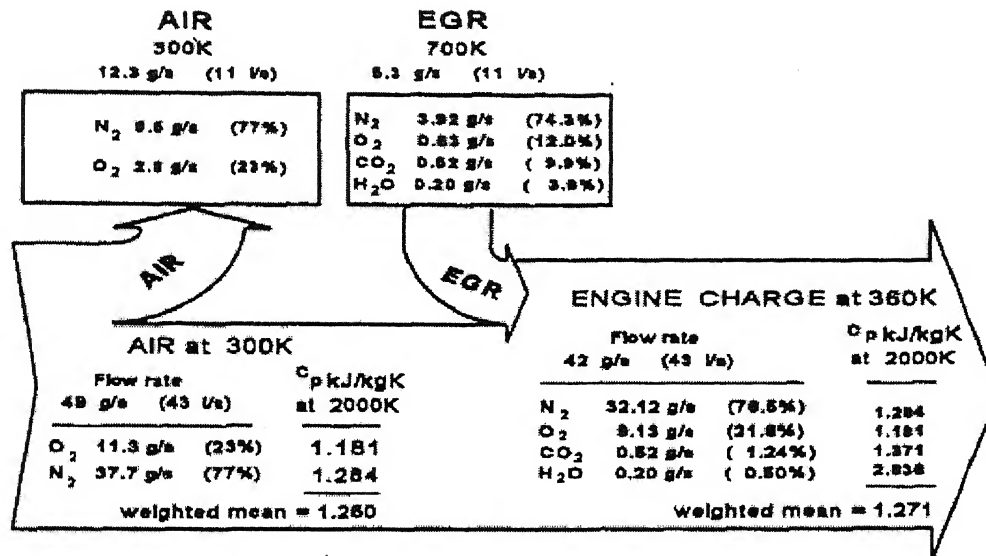 AIR
300K
12.3 g/s (11 l/s)
N2 9.5 g/s (77%)
O2 2.8 g/s (23%)
EGR
700K
5.3 g/s (11 l/s)
N2 3.92 g/s (74.3%)
O2 0.63 g/s (12.0%)
CO2 0.52 g/s ( 9.9%)
H2O 0.20 g/s ( 3.8%)
AIR
EGR
AIR at 300K
Flow rate
49 g/s (43 l/s)
Cp kJ/kgK
at 2000K
O2 11.3 g/s (23%) 1.181
N2 37.7 g/s (77%) 1.284
weighted mean = 1.260
ENGINE CHARGE at 360K
Flow rate
42 g/s (43 l/s)
Cp kJ/kgK
at 2000K
N2 32.12 g/s (76.5%) 1.284
O2 9.13 g/s (21.8%) 1.181
CO2 0.52 g/s ( 1.24%) 1.371
H2O 0.20 g/s ( 0.50%) 2.836
weighted mean = 1.271